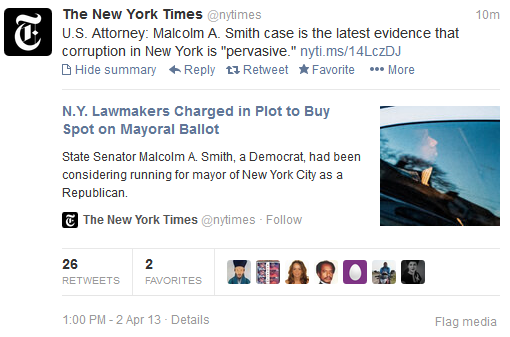 The New York Times @nytimes 10m
U.S. Attorney: Malcolm A. Smith case is the latest evidence that
corruption in New York is "pervasive." nyti.ms/14LczDJ
Hide summary Reply Retweet Favorite More
N.Y. Lawmakers Charged in Plot to Buy
Spot on Mayoral Ballot
State Senator Malcolm A. Smith, a Democrat, had been
considering running for mayor of New York City as a
Republican.
The New York Times @nytimes · Follow
26 2
RETWEETS FAVORITES
1:00 PM - 2 Apr 13 · Details
Flag media